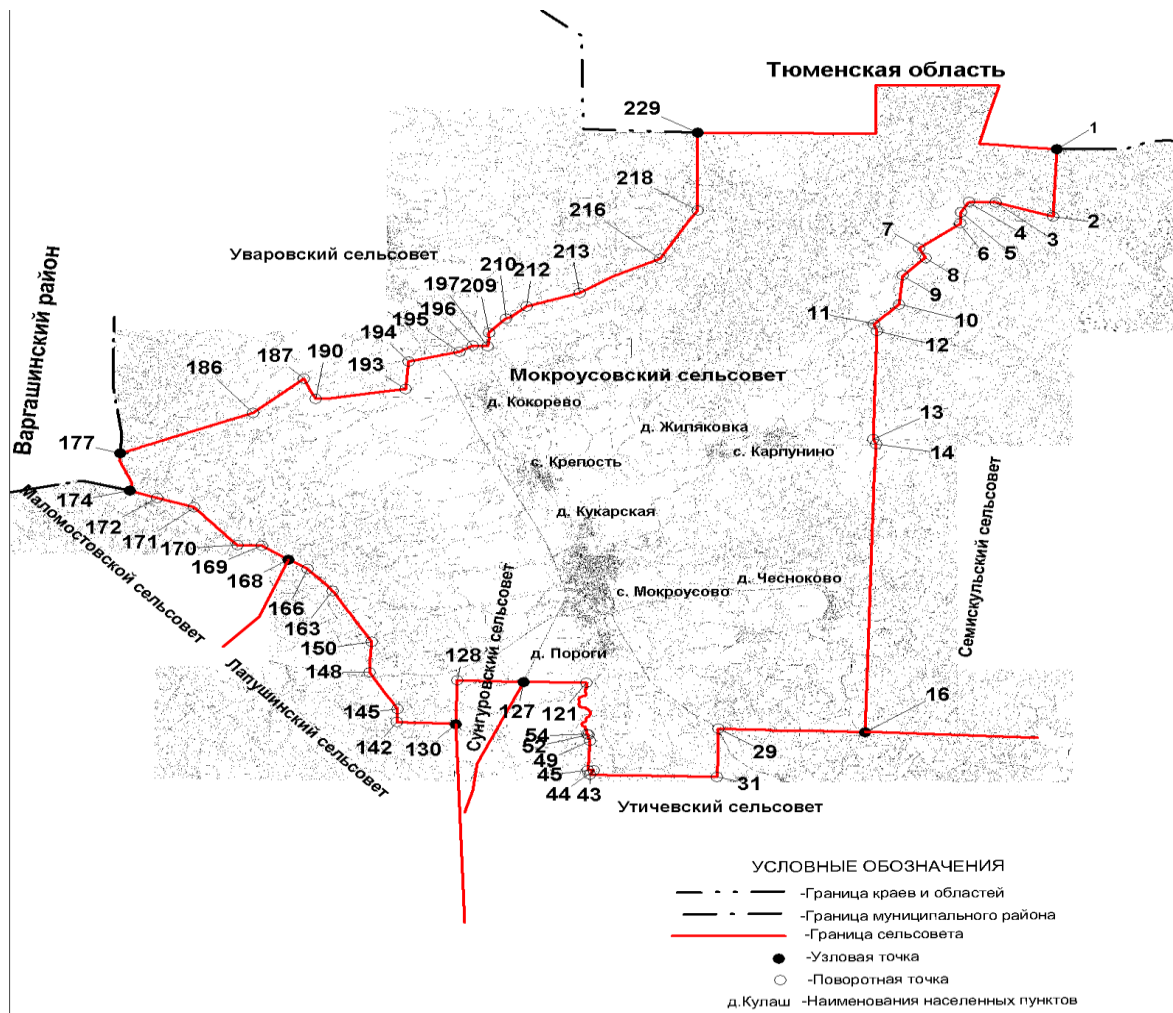 Тюменская область
229
1
218
2
3
4
5
6
7
8
9
10
11
12
216
213
Уваровский сельсовет
210
212
197
209
196
195
194
193
190
187
186
Варгашинский район
177
174
172
171
170
169
168
166
163
150
148
145
142
130
128
127
121
54
52
49
45
44
43
31
29
16
14
13
Мокроусовский сельсовет
д. Кокорево
д. Жиляковка
с. Карпунино
с. Крепость
д. Кукарская
д. Чесноково
с. Мокроусово
д. Пороги
Маломостовской сельсовет
Лапушинский сельсовет
Сунгуровский сельсовет
Семискульский сельсовет
Утичевский сельсовет
УСЛОВНЫЕ ОБОЗНАЧЕНИЯ
-Граница краев и областей
-Граница муниципального района
-Граница сельсовета
-Узловая точка
-Поворотная точка
д.Кулаш -Наименования населенных пунктов